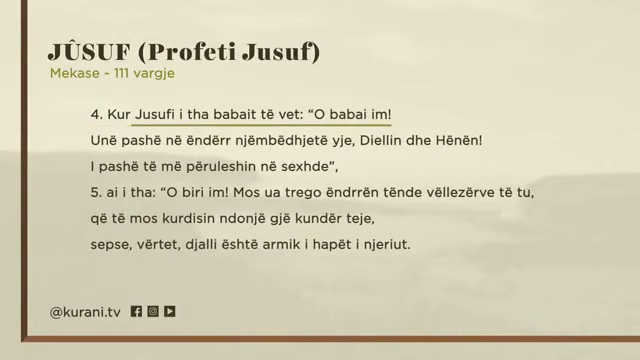 JÛSUF (Profeti Jusuf)
Mekase - 111 vargje
4. Kur Jusufi i tha babait të vet: “O babai im!
Unë pashë në ëndërr njëmbëdhjetë yje, Diellin dhe Hënën!
I pashë të më përuleshin në sexhde”,
5. ai i tha: “O biri im! Mos ua trego ëndrrën tënde vëllezërve të tu,
që të mos kurdisin ndonjë gjë kundër teje,
sepse, vërtet, djalli është armik i hapët i njeriut.
@kurani.tv